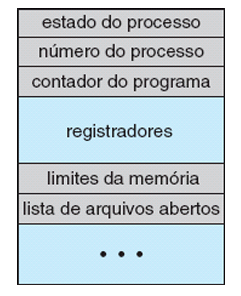 estado do processo
número do processo
contador do programa
registradores
limites da memória
lista de arquivos abertos
• • •